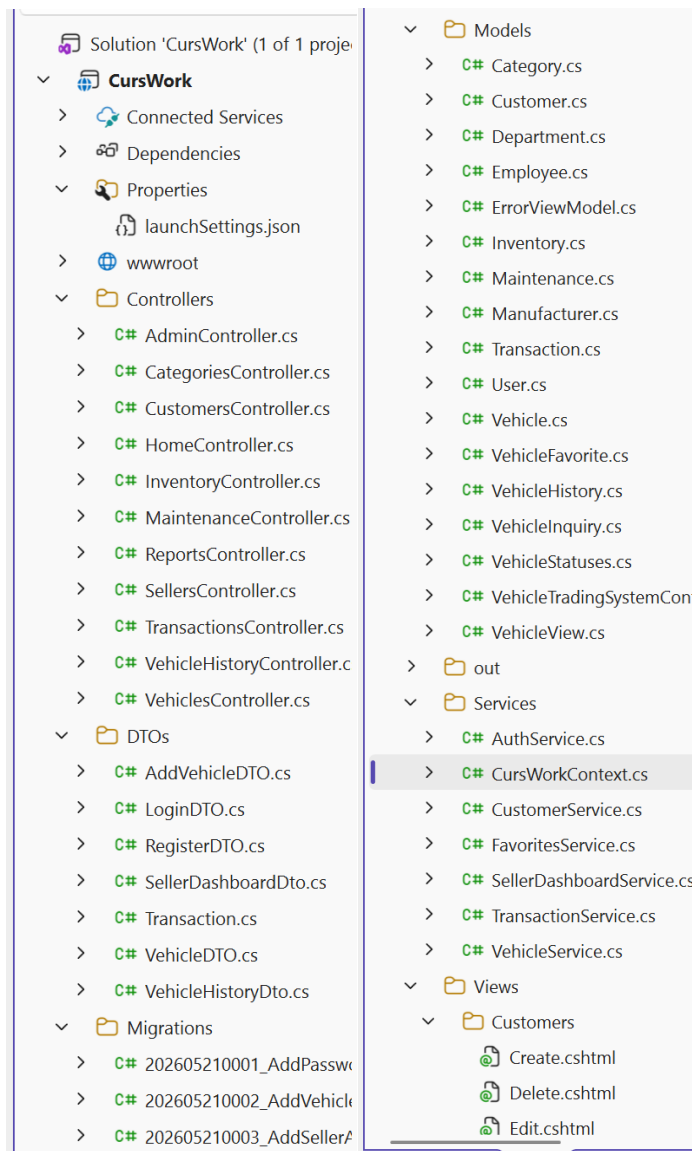 Solution 'CursWork' (1 of 1 proje
CursWork
Connected Services
Dependencies
Properties
launchSettings.json
wwwroot
Controllers
C# AdminController.cs
C# CategoriesController.cs
C# CustomersController.cs
C# HomeController.cs
C# InventoryController.cs
C# MaintenanceController.cs
C# ReportsController.cs
C# SellersController.cs
C# TransactionsController.cs
C# VehicleHistoryController.c
C# VehiclesController.cs
DTOs
C# AddVehicleDTO.cs
C# LoginDTO.cs
C# RegisterDTO.cs
C# SellerDashboardDto.cs
C# Transaction.cs
C# VehicleDTO.cs
C# VehicleHistoryDto.cs
Migrations
C# 202605210001_AddPassw
C# 202605210002_AddVehicle
C# 202605210003_AddSellerA
Models
C# Category.cs
C# Customer.cs
C# Department.cs
C# Employee.cs
C# ErrorViewModel.cs
C# Inventory.cs
C# Maintenance.cs
C# Manufacturer.cs
C# Transaction.cs
C# User.cs
C# Vehicle.cs
C# VehicleFavorite.cs
C# VehicleHistory.cs
C# VehicleInquiry.cs
C# VehicleStatuses.cs
C# VehicleTradingSystemCon
C# VehicleView.cs
out
Services
C# AuthService.cs
C# CursWorkContext.cs
C# CustomerService.cs
C# FavoritesService.cs
C# SellerDashboardService.cs
C# TransactionService.cs
C# VehicleService.cs
Views
Customers
Create.cshtml
Delete.cshtml
Edit.cshtml